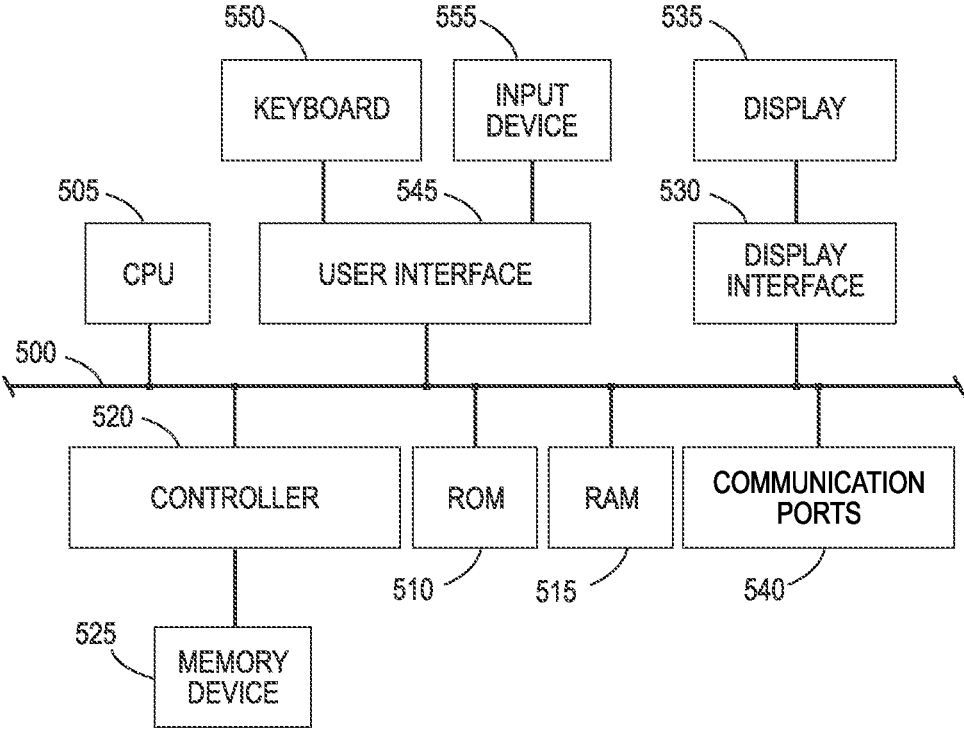 550
555
535
KEYBOARD
INPUT
DEVICE
DISPLAY
505
545
530
CPU
USER INTERFACE
DISPLAY
INTERFACE
500
520
CONTROLLER
ROM
RAM
COMMUNICATION
PORTS
510
515
540
525
MEMORY
DEVICE